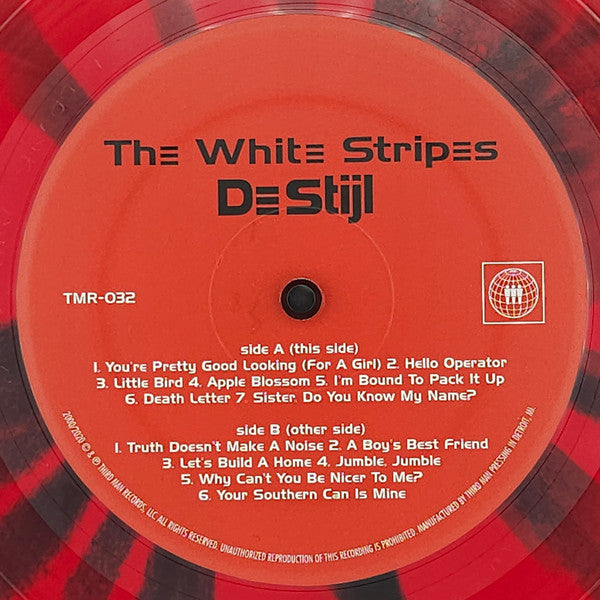 The White Stripes
De Stijl
TMR-032
side A (this side)
1. You're Pretty Good Looking (For A Girl) 2. Hello Operator
3. Little Bird 4. Apple Blossom 5. I'm Bound To Pack It Up
6. Death Letter 7. Sister, Do You Know My Name?
side B (other side)
1. Truth Doesn't Make A Noise 2. A Boy's Best Friend
3. Let's Build A Home 4. Jumble, Jumble
5. Why Can't You Be Nicer To Me?
6. Your Southern Can Is Mine
2000/2020 © & ℗ THIRD MAN RECORDS, LLC. ALL RIGHTS RESERVED. UNAUTHORIZED REPRODUCTION OF THIS RECORDING IS PROHIBITED. MANUFACTURED BY THIRD MAN PRESSING IN DETROIT, MI.